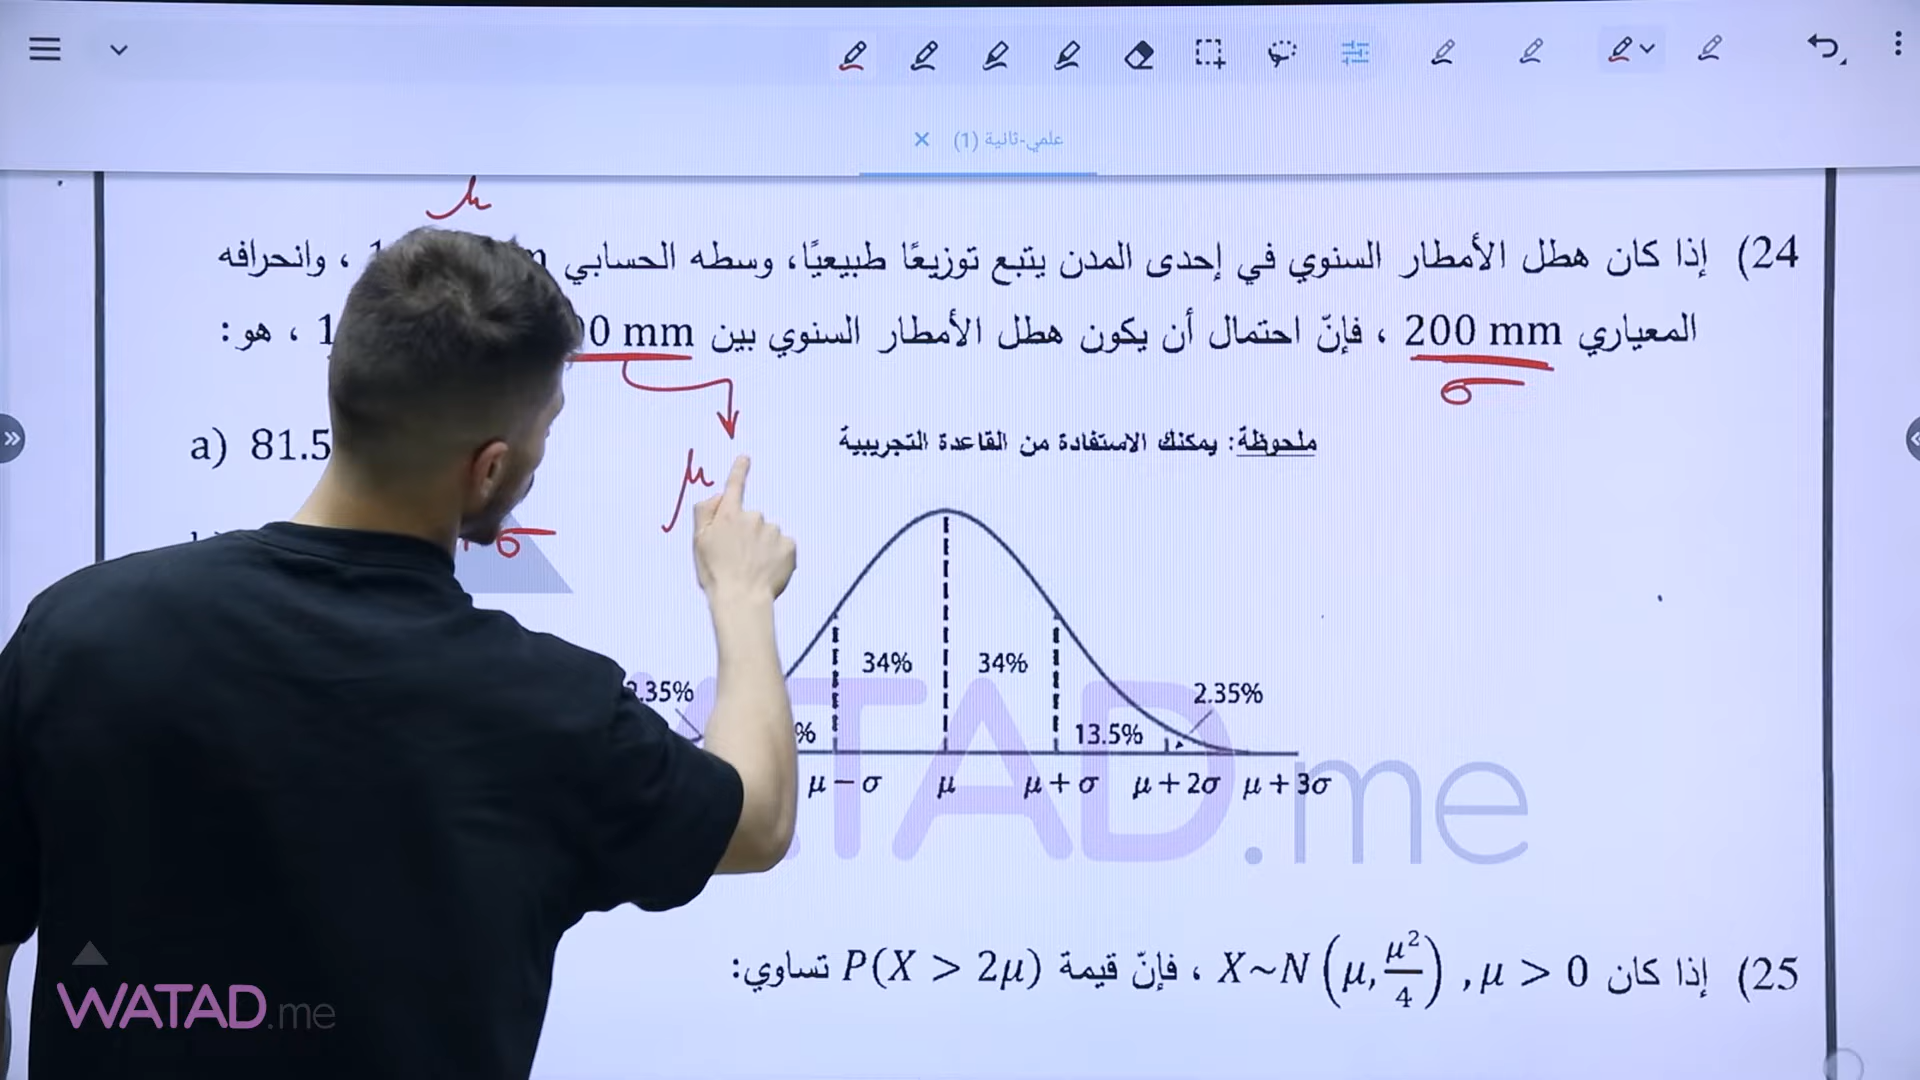 علمي-ثانية (1)
μ
24) إذا كان هطل الأمطار السنوي في إحدى المدن يتبع توزيعًا طبيعيًا، وسطه الحسابي ، وانحرافه
المعياري 200 mm ، فإنّ احتمال أن يكون هطل الأمطار السنوي بين mm ، هو:
σ
a) 81.5
ملحوظة: يمكنك الاستفادة من القاعدة التجريبية
μ
σ
34% 34%
2.35% 2.35%
% 13.5%
μ − σ μ μ + σ μ + 2σ μ + 3σ
WATAD.me
25) إذا كان X~N(μ, μ²/4) , μ > 0 ، فإنّ قيمة P(X > 2μ) تساوي:
WATAD.me